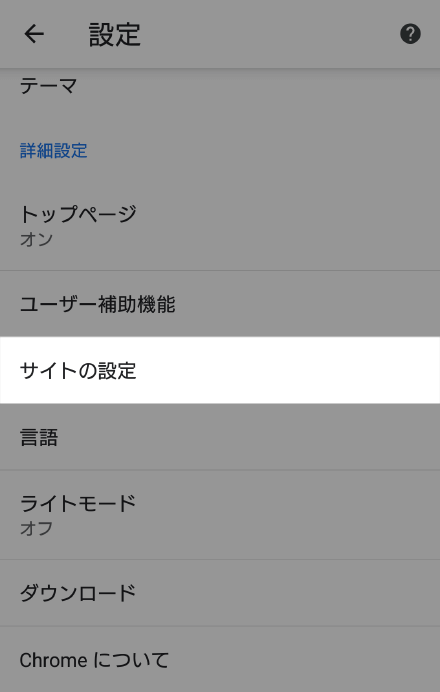 設定
テーマ
詳細設定
トップページ
オン
ユーザー補助機能
サイトの設定
言語
ライトモード
オフ
ダウンロード
Chrome について